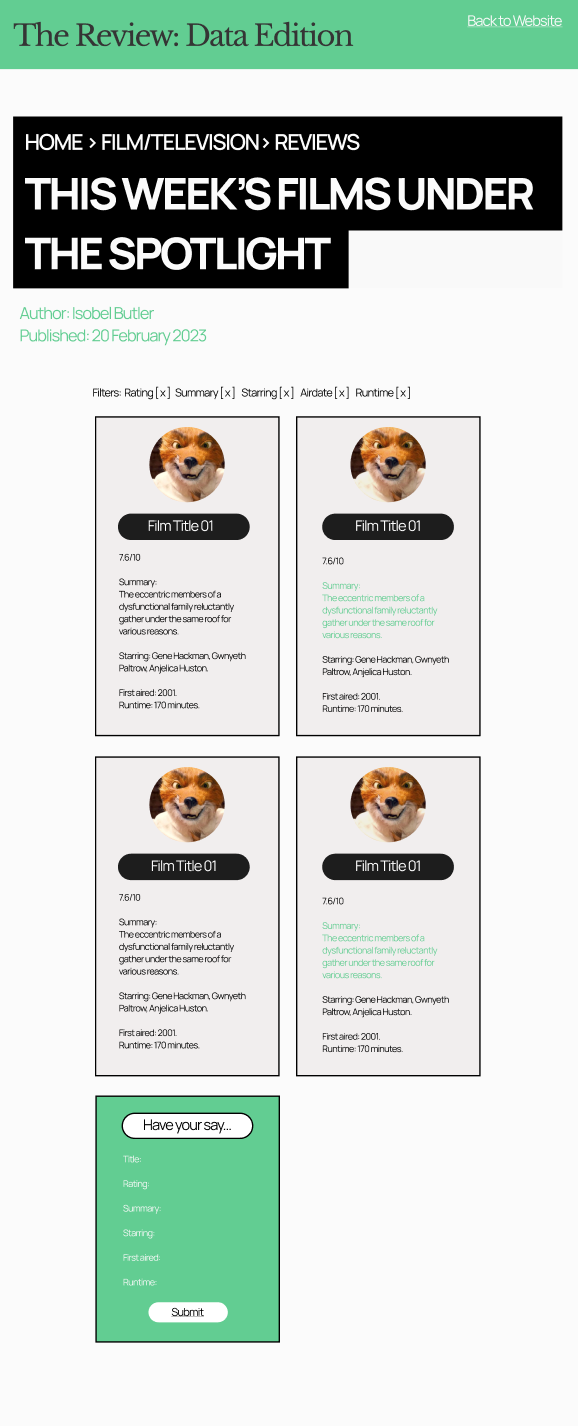 The Review: Data Edition
Back to Website
HOME > FILM/TELEVISION> REVIEWS
THIS WEEK'S FILMS UNDER
THE SPOTLIGHT
Author: Isobel Butler
Published: 20 February 2023
Filters: Rating [ x ] Summary [ x ] Starring [ x ] Airdate [ x ] Runtime [ x ]
Film Title 01
7.6/10
Summary:
The eccentric members of a
dysfunctional family reluctantly
gather under the same roof for
various reasons.
Starring: Gene Hackman, Gwnyeth
Paltrow, Anjelica Huston.
First aired: 2001.
Runtime: 170 minutes.
Film Title 01
7.6/10
Summary:
The eccentric members of a
dysfunctional family reluctantly
gather under the same roof for
various reasons.
Starring: Gene Hackman, Gwnyeth
Paltrow, Anjelica Huston.
First aired: 2001.
Runtime: 170 minutes.
Film Title 01
7.6/10
Summary:
The eccentric members of a
dysfunctional family reluctantly
gather under the same roof for
various reasons.
Starring: Gene Hackman, Gwnyeth
Paltrow, Anjelica Huston.
First aired: 2001.
Runtime: 170 minutes.
Film Title 01
7.6/10
Summary:
The eccentric members of a
dysfunctional family reluctantly
gather under the same roof for
various reasons.
Starring: Gene Hackman, Gwnyeth
Paltrow, Anjelica Huston.
First aired: 2001.
Runtime: 170 minutes.
Have your say...
Title:
Rating:
Summary:
Starring:
First aired:
Runtime:
Submit